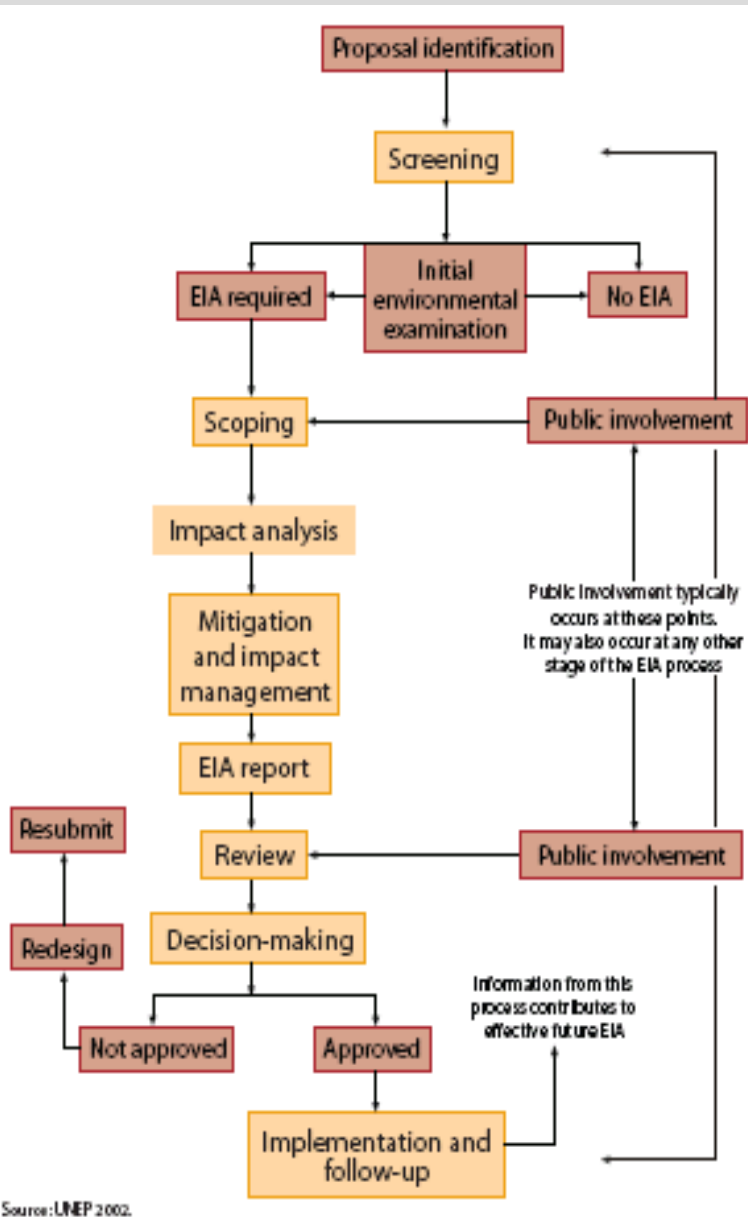 Proposal identification
Screening
Initial
environmental
examination
EIA required
No EIA
Scoping
Public involvement
Impact analysis
Public Involvement typically
occurs at these points.
It may also occur at any other
stage of the EIA process
Mitigation
and impact
management
EIA report
Resubmit
Review
Public involvement
Redesign
Decision-making
Information from this
process contributes to
effective future EIA
Not approved
Approved
Implementation and
follow-up
Source: UNEP 2002.